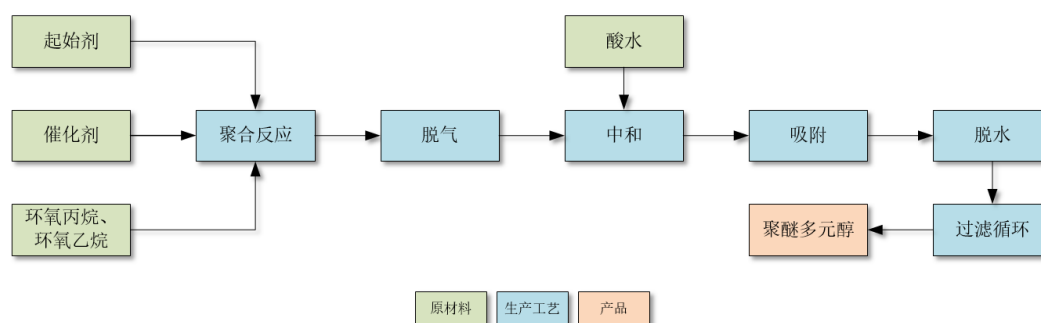 起始剂
酸水
催化剂
聚合反应
脱气
中和
吸附
脱水
环氧丙烷、
环氧乙烷
聚醚多元醇
过滤循环
原材料
生产工艺
产品